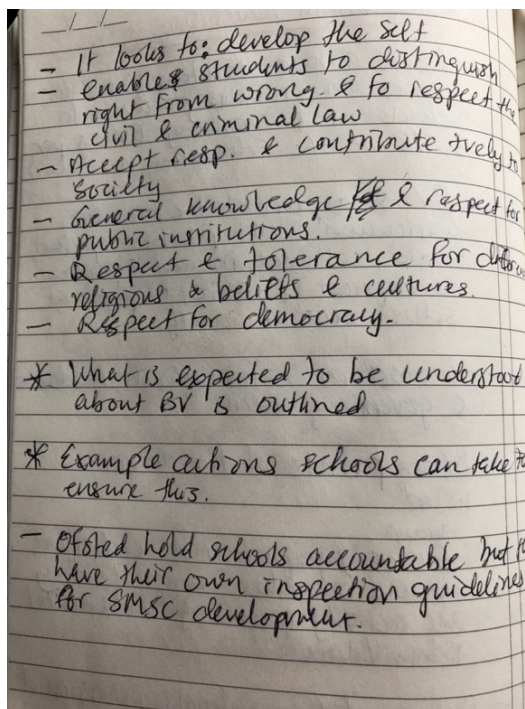 - It looks to: develop the self
- enables students to distinguish
right from wrong & to respect the
civil & criminal law
- Accept resp. & contribute +vely to
society
- General knowledge & respect for
public institutions.
- Respect & tolerance for
religions & beliefs & cultures.
- Respect for democracy.
* What is expected to be understood
about BV is outlined
* Example actions schools can take to
ensure this.
- Ofsted hold schools accountable but
have their own inspection guidelines
for SMSC development.